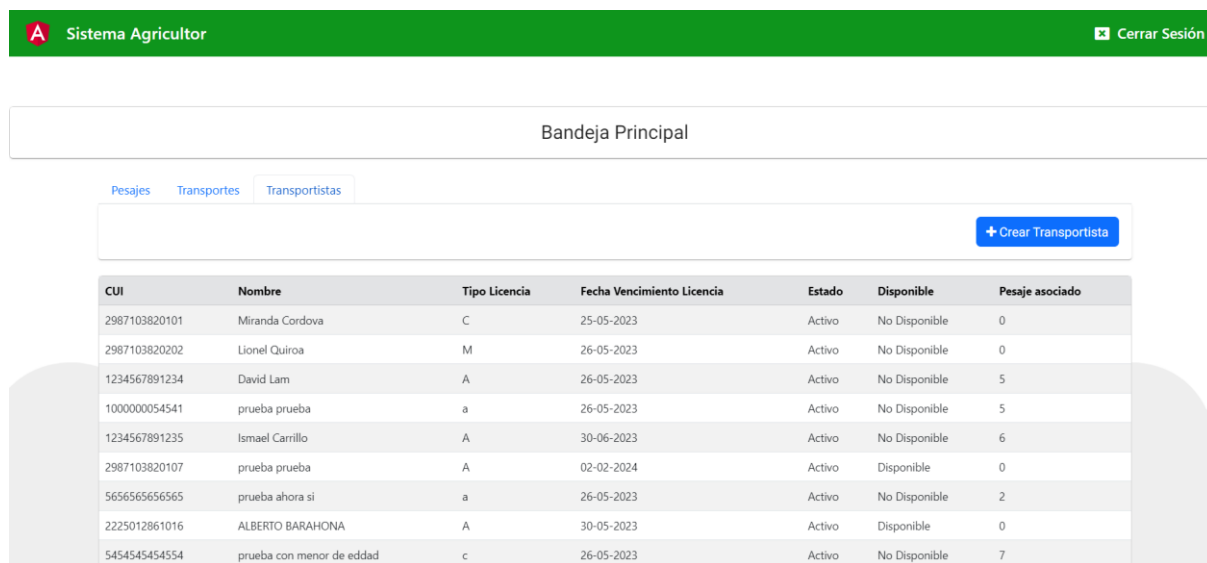 A Sistema Agricultor Cerrar Sesión
Bandeja Principal
Pesajes Transportes Transportistas
Crear Transportista
CUI Nombre Tipo Licencia Fecha Vencimiento Licencia Estado Disponible Pesaje asociado
2987103820101 Miranda Cordova C 25-05-2023 Activo No Disponible 0
2987103820202 Lionel Quiroa M 26-05-2023 Activo No Disponible 0
1234567891234 David Lam A 26-05-2023 Activo No Disponible 5
1000000054541 prueba prueba a 26-05-2023 Activo No Disponible 5
1234567891235 Ismael Carrillo A 30-06-2023 Activo No Disponible 6
2987103820107 prueba prueba A 02-02-2024 Activo Disponible 0
5656565656565 prueba ahora si a 26-05-2023 Activo No Disponible 2
2225012861016 ALBERTO BARAHONA A 30-05-2023 Activo Disponible 0
5454545454554 prueba con menor de eddad c 26-05-2023 Activo No Disponible 7